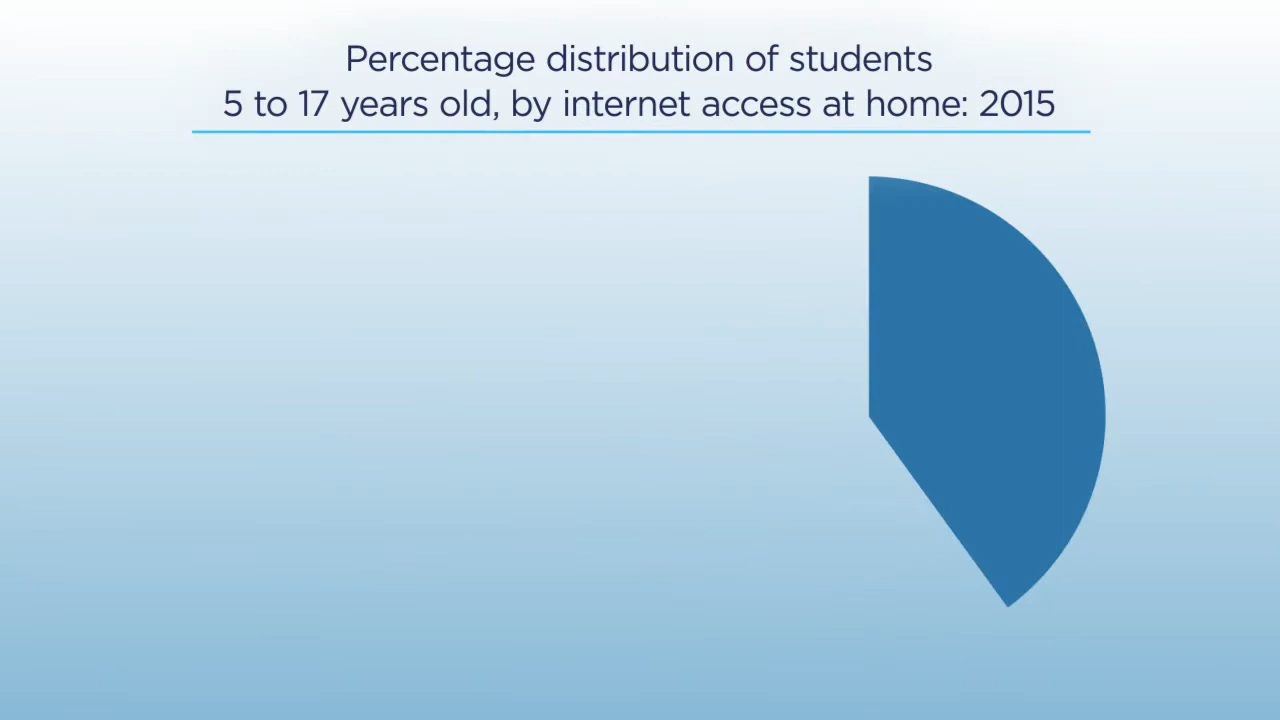 Percentage distribution of students
5 to 17 years old, by internet access at home: 2015